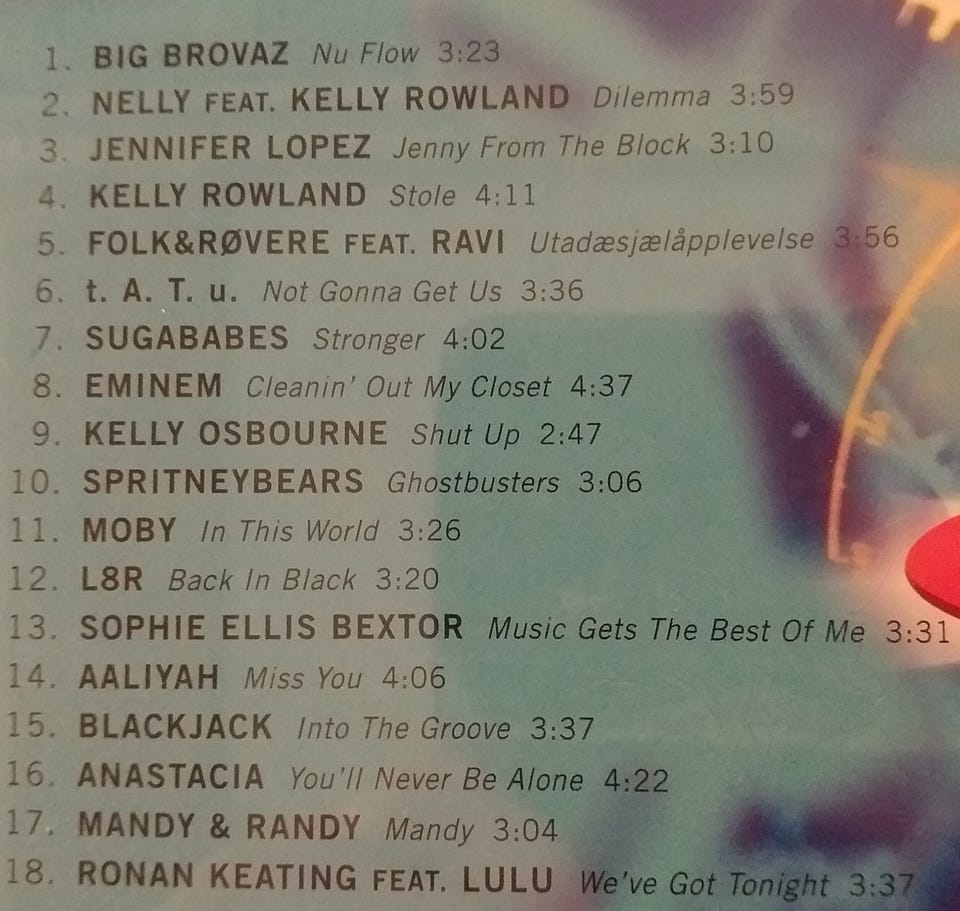 1. BIG BROVAZ Nu Flow 3:23
2. NELLY FEAT. KELLY ROWLAND Dilemma 3:59
3. JENNIFER LOPEZ Jenny From The Block 3:10
4. KELLY ROWLAND Stole 4:11
5. FOLK&RØVERE FEAT. RAVI Utadæsjælåpplevelse 3:56
6. t. A. T. u. Not Gonna Get Us 3:36
7. SUGABABES Stronger 4:02
8. EMINEM Cleanin' Out My Closet 4:37
9. KELLY OSBOURNE Shut Up 2:47
10. SPRITNEYBEARS Ghostbusters 3:06
11. MOBY In This World 3:26
12. L8R Back In Black 3:20
13. SOPHIE ELLIS BEXTOR Music Gets The Best Of Me 3:31
14. AALIYAH Miss You 4:06
15. BLACKJACK Into The Groove 3:37
16. ANASTACIA You'll Never Be Alone 4:22
17. MANDY & RANDY Mandy 3:04
18. RONAN KEATING FEAT. LULU We've Got Tonight 3:37